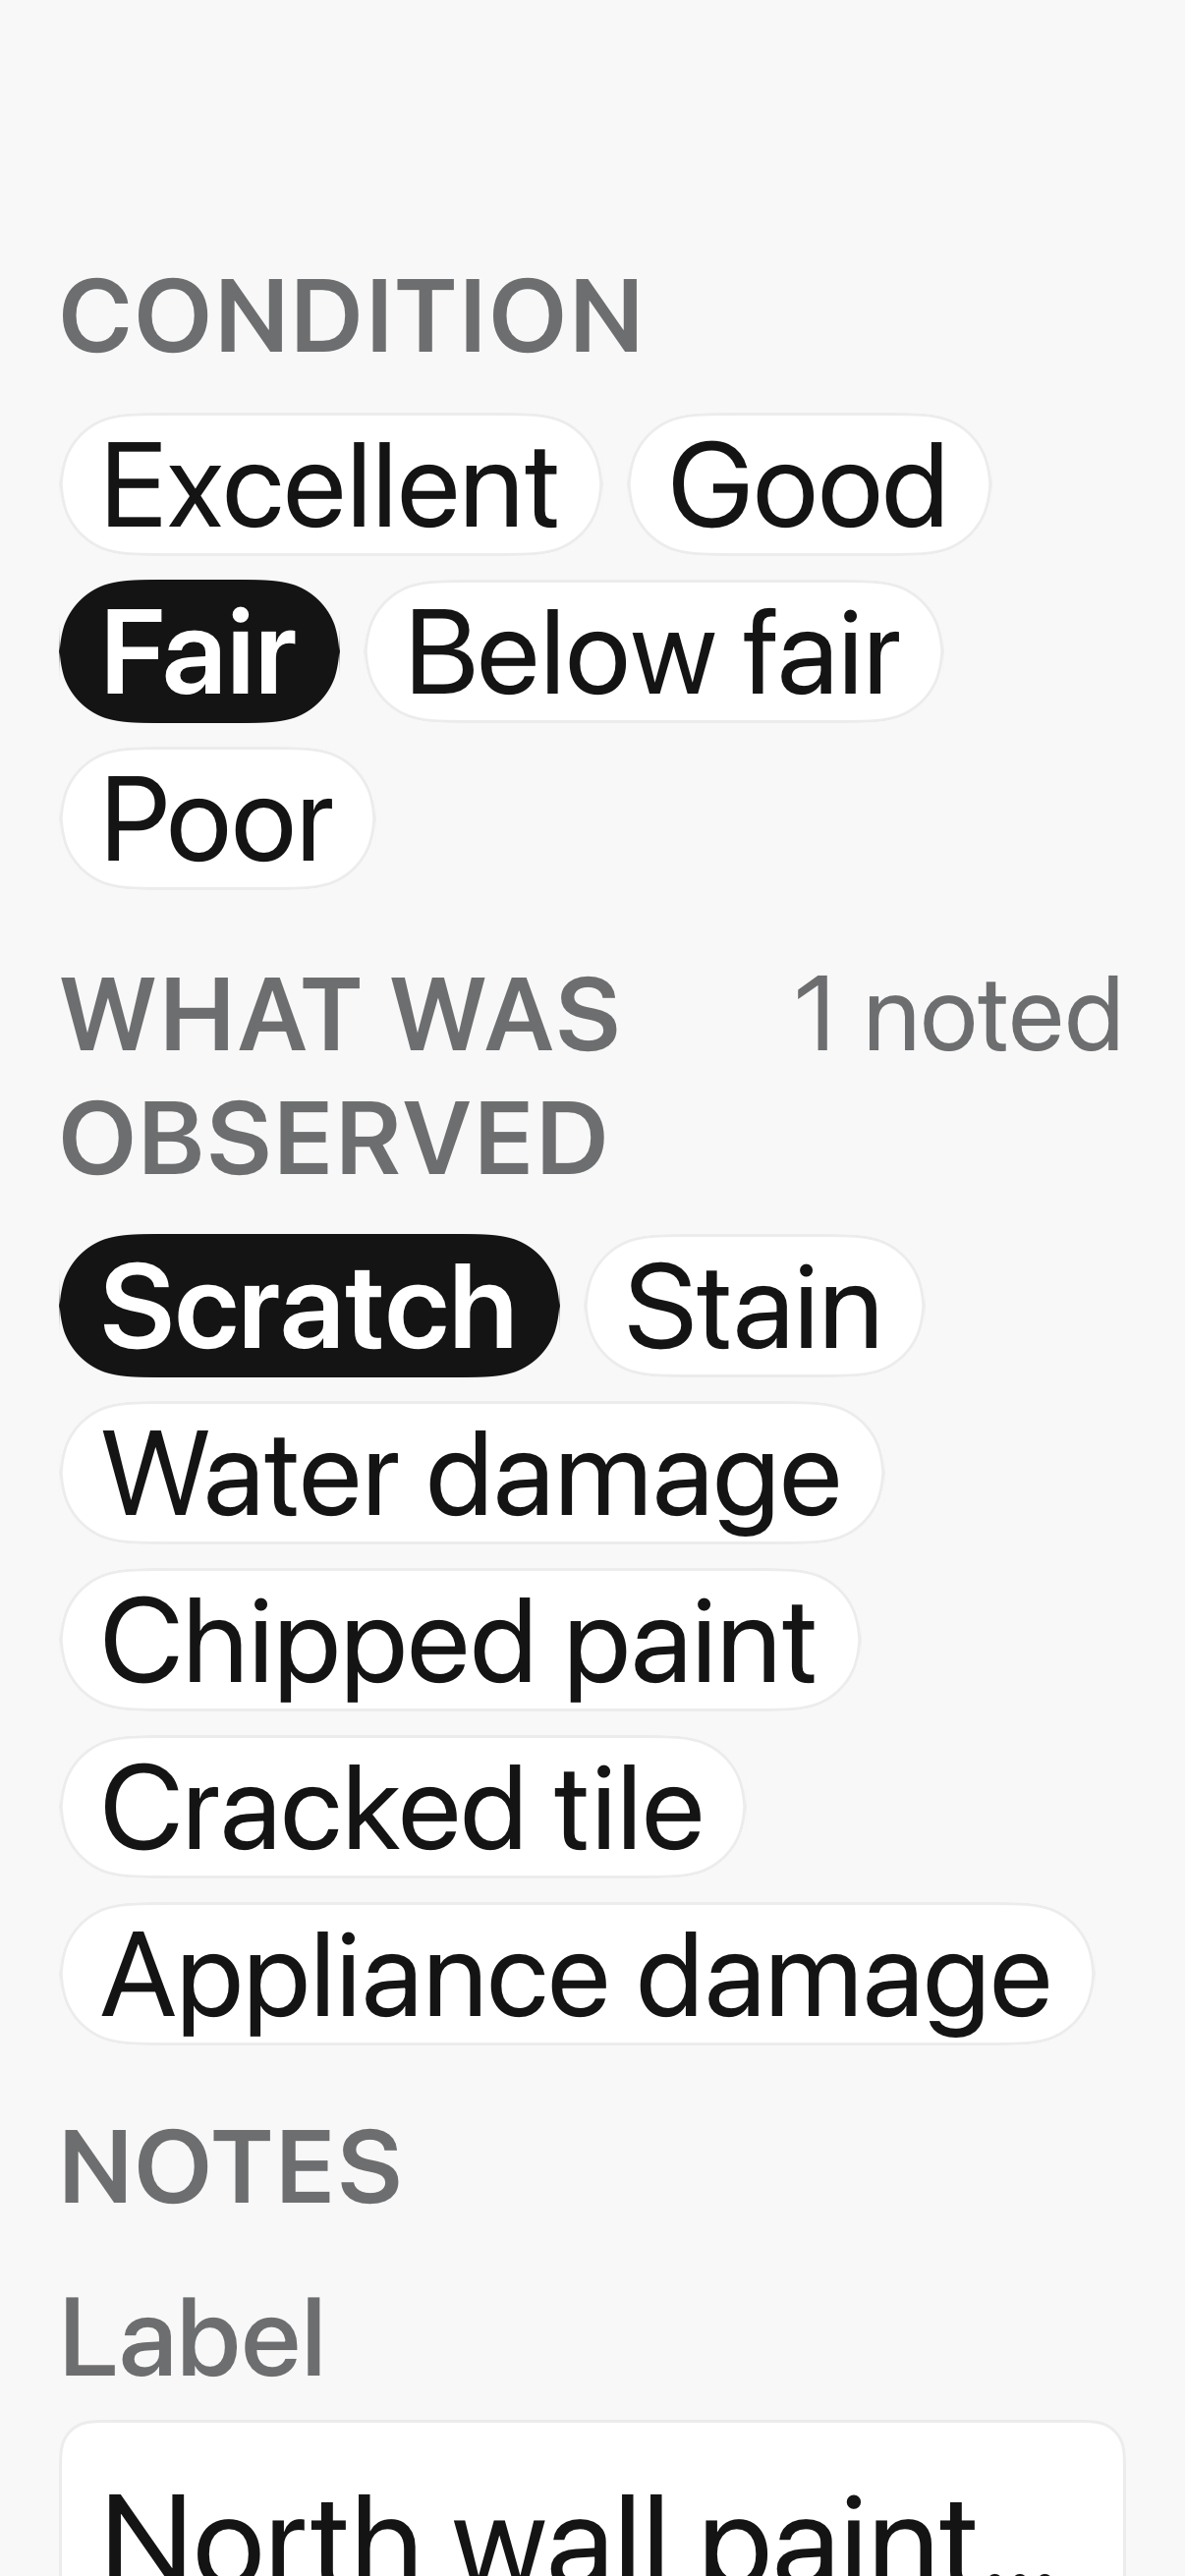 CONDITION
Excellent Good
Fair Below fair
Poor
WHAT WAS 1 noted
OBSERVED
Scratch Stain
Water damage
Chipped paint
Cracked tile
Appliance damage
NOTES
Label
North wall paint...